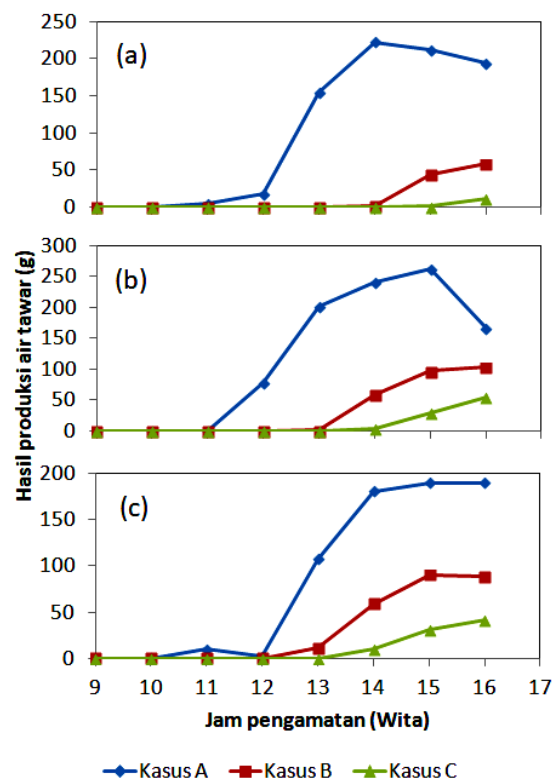 Hasil produksi air tawar (g)
250
200
150
100
50
0
(a)
300
250
200
150
100
50
0
(b)
200
150
100
50
0
(c)
9 10 11 12 13 14 15 16 17
Jam pengamatan (Wita)
Kasus A Kasus B Kasus C